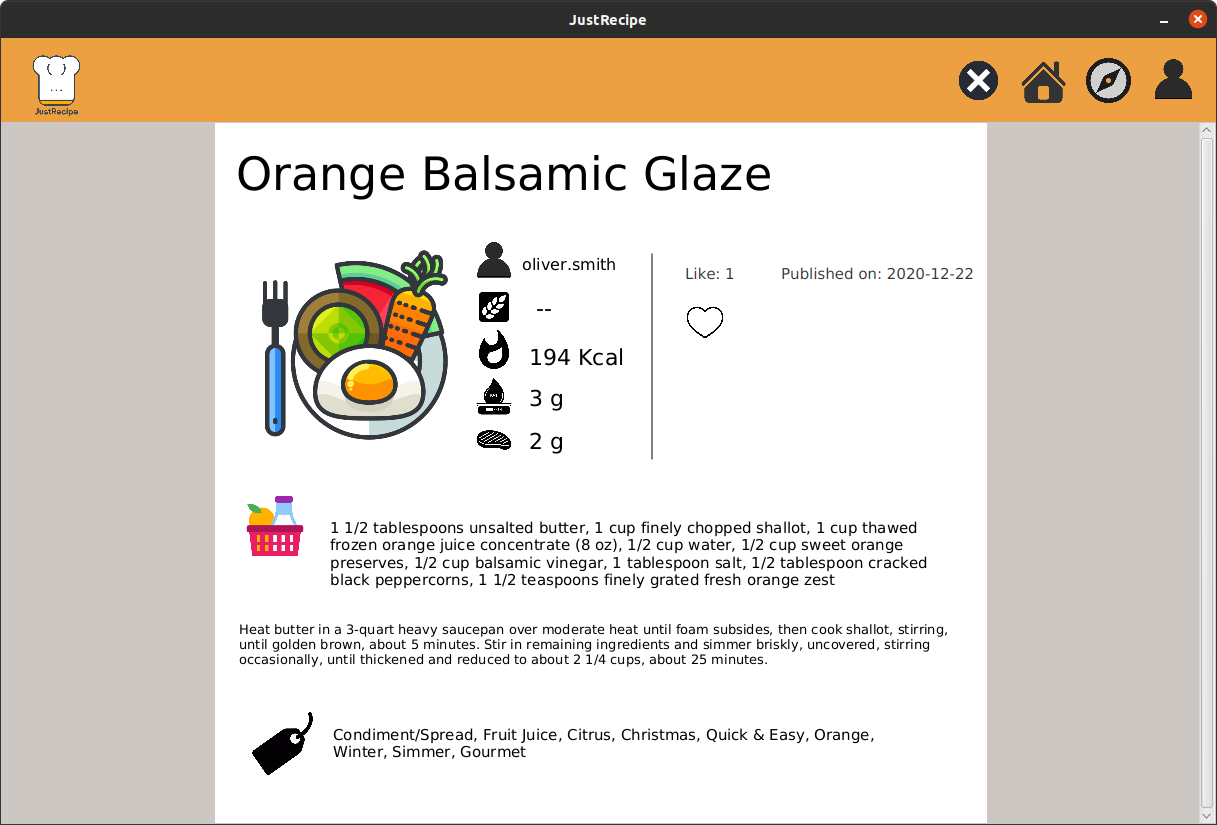 JustRecipe
JustRecipe
Orange Balsamic Glaze
oliver.smith
Like: 1
Published on: 2020-12-22
--
194 Kcal
3 g
2 g
1 1/2 tablespoons unsalted butter, 1 cup finely chopped shallot, 1 cup thawed
frozen orange juice concentrate (8 oz), 1/2 cup water, 1/2 cup sweet orange
preserves, 1/2 cup balsamic vinegar, 1 tablespoon salt, 1/2 tablespoon cracked
black peppercorns, 1 1/2 teaspoons finely grated fresh orange zest
Heat butter in a 3-quart heavy saucepan over moderate heat until foam subsides, then cook shallot, stirring,
until golden brown, about 5 minutes. Stir in remaining ingredients and simmer briskly, uncovered, stirring
occasionally, until thickened and reduced to about 2 1/4 cups, about 25 minutes.
Condiment/Spread, Fruit Juice, Citrus, Christmas, Quick & Easy, Orange,
Winter, Simmer, Gourmet